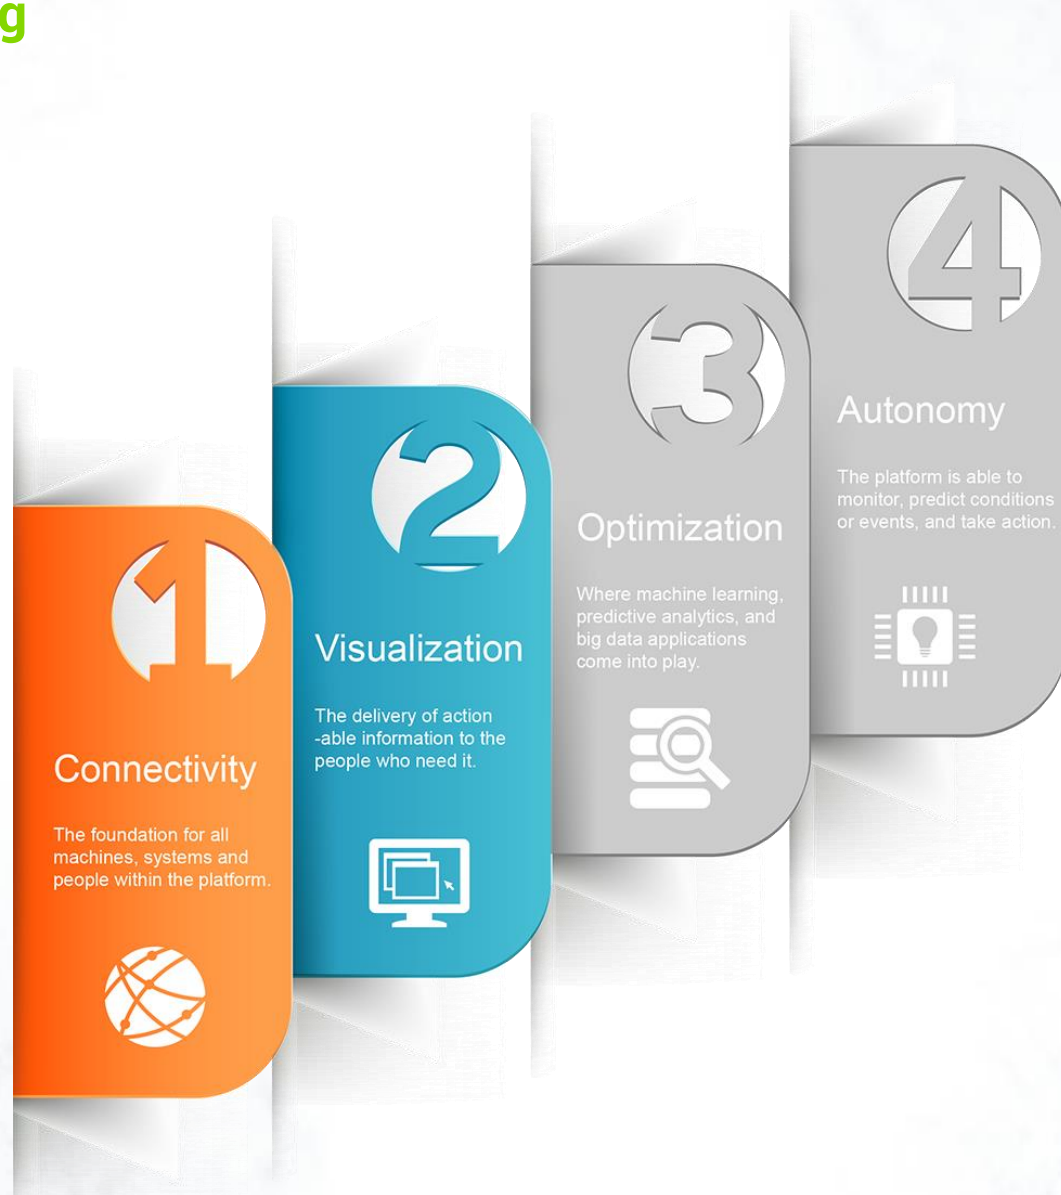 g
1
Connectivity
The foundation for all
machines, systems and
people within the platform.
2
Visualization
The delivery of action
-able information to the
people who need it.
3
Optimization
Where machine learning,
predictive analytics, and
big data applications
come into play.
4
Autonomy
The platform is able to
monitor, predict conditions
or events, and take action.